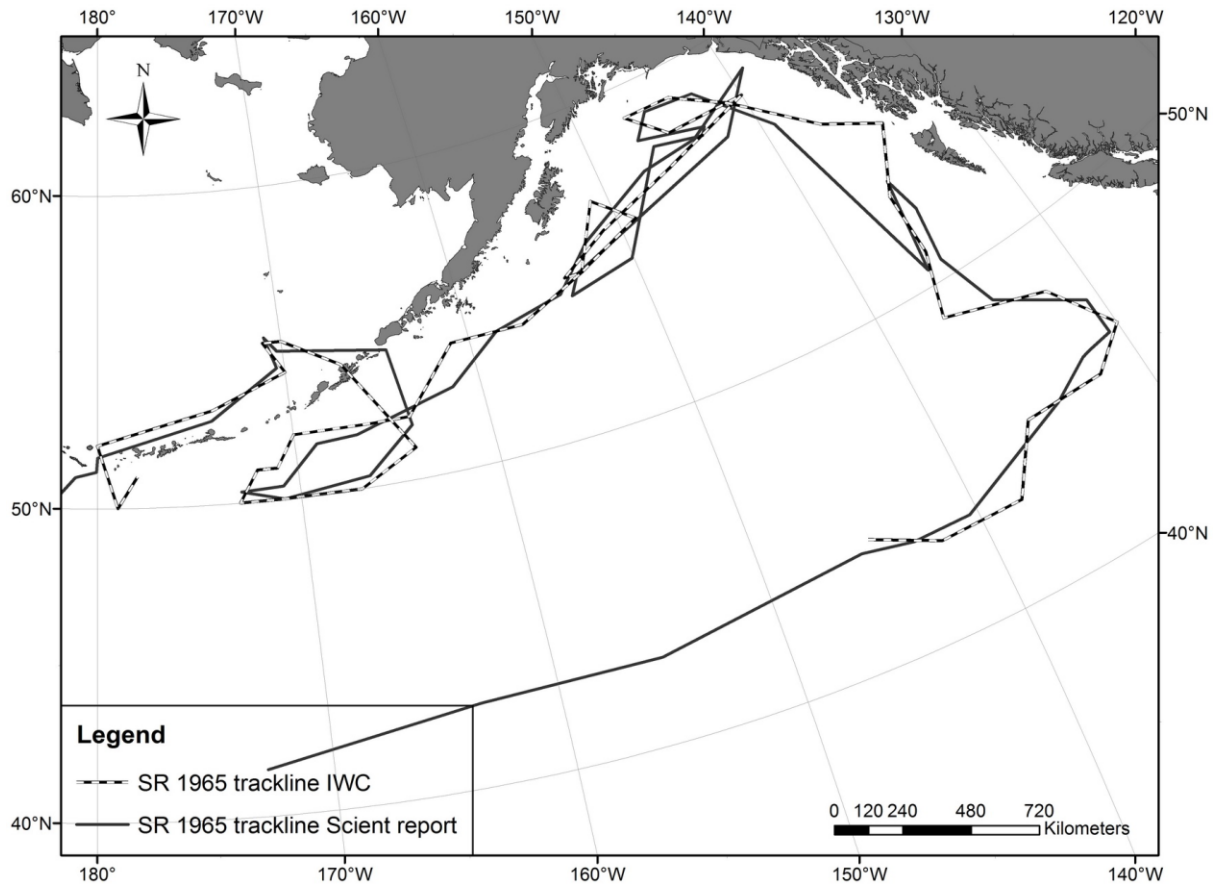 180° 170°W 160°W 150°W 140°W 130°W 120°W
N
50°N
60°N
50°N
40°N
Legend
SR 1965 trackline IWC
SR 1965 trackline Scient report
0 120 240 480 720
Kilometers
40°N
180° 170°W 160°W 150°W 140°W